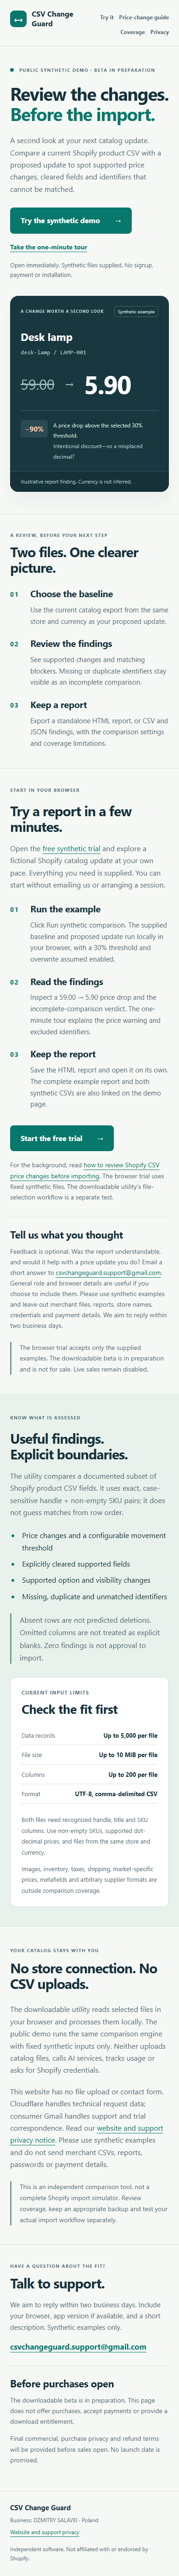 CSV Change
Guard
Try it Price-change guide
Coverage Privacy
PUBLIC SYNTHETIC DEMO · BETA IN PREPARATION
Review the changes.
Before the import.
A second look at your next catalog update.
Compare a current Shopify product CSV with a
proposed update to spot supported price
changes, cleared fields and identifiers that
cannot be matched.
Try the synthetic demo →
Take the one-minute tour
Open immediately. Synthetic files supplied. No signup,
payment or installation.
A CHANGE WORTH A SECOND LOOK
Synthetic example
Desk lamp
desk-lamp / LAMP-001
59.00 → 5.90
−90%
A price drop above the selected 30%
threshold.
Intentional discount—or a misplaced
decimal?
Illustrative report finding. Currency is not inferred.
A REVIEW, BEFORE YOUR NEXT STEP
Two files. One clearer
picture.
01 Choose the baseline
Use the current catalog export from the same
store and currency as your proposed update.
02 Review the findings
See supported changes and matching
blockers. Missing or duplicate identifiers stay
visible as an incomplete comparison.
03 Keep a report
Export a standalone HTML report, or CSV and
JSON findings, with the comparison settings
and coverage limitations.
START IN YOUR BROWSER
Try a report in a few
minutes.
Open the free synthetic trial and explore a
fictional Shopify catalog update at your own
pace. Everything you need is supplied. You can
start without emailing us or arranging a session.
01 Run the example
Click Run synthetic comparison. The supplied
baseline and proposed update run locally in
your browser, with a 30% threshold and
overwrite assumed enabled.
02 Read the findings
Inspect a 59.00 → 5.90 price drop and the
incomplete-comparison verdict. The one-
minute tour explains the price warning and
excluded identifiers.
03 Keep the report
Save the HTML report and open it on its own.
The complete example report and both
synthetic CSVs are also linked on the demo
page.
Start the free trial →
For the background, read how to review Shopify CSV
price changes before importing. The browser trial uses
fixed synthetic files. The downloadable utility's file-
selection workflow is a separate test.
Tell us what you thought
Feedback is optional. Was the report understandable,
and would it help with a price update you do? Email a
short answer to csvchangeguard.support@gmail.com.
General role and browser details are useful if you
choose to include them. Please use synthetic examples
and leave out merchant files, reports, store names,
credentials and payment details. We aim to reply within
two business days.
The browser trial accepts only the supplied
examples. The downloadable beta is in preparation
and is not for sale. Live sales remain disabled.
KNOW WHAT IS ASSESSED
Useful findings.
Explicit boundaries.
The utility compares a documented subset of
Shopify product CSV fields. It uses exact, case-
sensitive handle + non-empty SKU pairs; it does
not guess matches from row order.
Price changes and a configurable movement
threshold
Explicitly cleared supported fields
Supported option and visibility changes
Missing, duplicate and unmatched identifiers
Absent rows are not predicted deletions.
Omitted columns are not treated as explicit
blanks. Zero findings is not approval to
import.
CURRENT INPUT LIMITS
Check the fit first
Data records Up to 5,000 per file
File size Up to 10 MiB per file
Columns Up to 200 per file
Format UTF-8, comma-delimited CSV
Both files need recognized handle, title and SKU
columns. Use non-empty SKUs, supported dot-
decimal prices, and files from the same store and
currency.
Images, inventory, taxes, shipping, market-specific
prices, metafields and arbitrary supplier formats are
outside comparison coverage.
YOUR CATALOG STAYS WITH YOU
No store connection. No
CSV uploads.
The downloadable utility reads selected files in
your browser and processes them locally. The
public demo runs the same comparison engine
with fixed synthetic inputs only. Neither uploads
catalog files, calls AI services, tracks usage or
asks for Shopify credentials.
This website has no file upload or contact form.
Cloudflare handles technical request data;
consumer Gmail handles support and trial
correspondence. Read our website and support
privacy notice. Please use synthetic examples
and do not send merchant CSVs, reports,
passwords or payment details.
This is an independent comparison tool, not a
complete Shopify import simulator. Review
coverage, keep an appropriate backup and test your
actual import workflow separately.
HAVE A QUESTION ABOUT THE FIT?
Talk to support.
We aim to reply within two business days. Include
your browser, app version if available, and a short
description. Synthetic examples only.
csvchangeguard.support@gmail.com
Before purchases open
The downloadable beta is in preparation. This page
does not offer purchases, accept payments or provide a
download entitlement.
Final commercial, purchase privacy and refund terms
will be provided before sales open. No launch date is
promised.
CSV Change Guard
Business: DZMITRY SALAVEI · Poland
Website and support privacy
Independent software. Not affiliated with or endorsed by
Shopify.